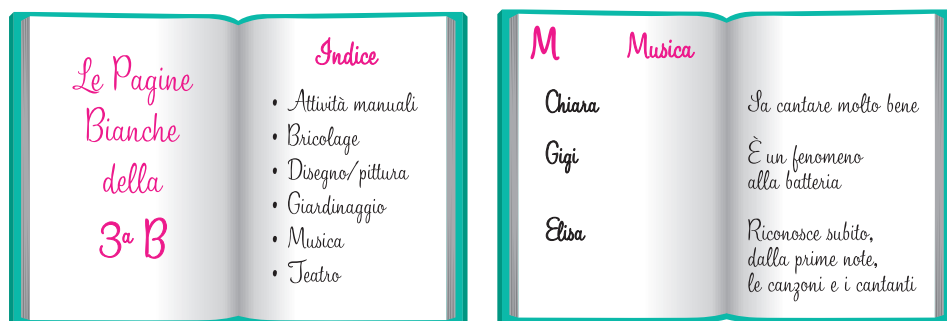 Le Pagine
Bianche
della
3ª B
Indice
• Attività manuali
• Bricolage
• Disegno/pittura
• Giardinaggio
• Musica
• Teatro
M
Musica
Chiara
Sa cantare molto bene
Gigi
È un fenomeno
alla batteria
Elisa
Riconosce subito,
dalla prime note,
le canzoni e i cantanti